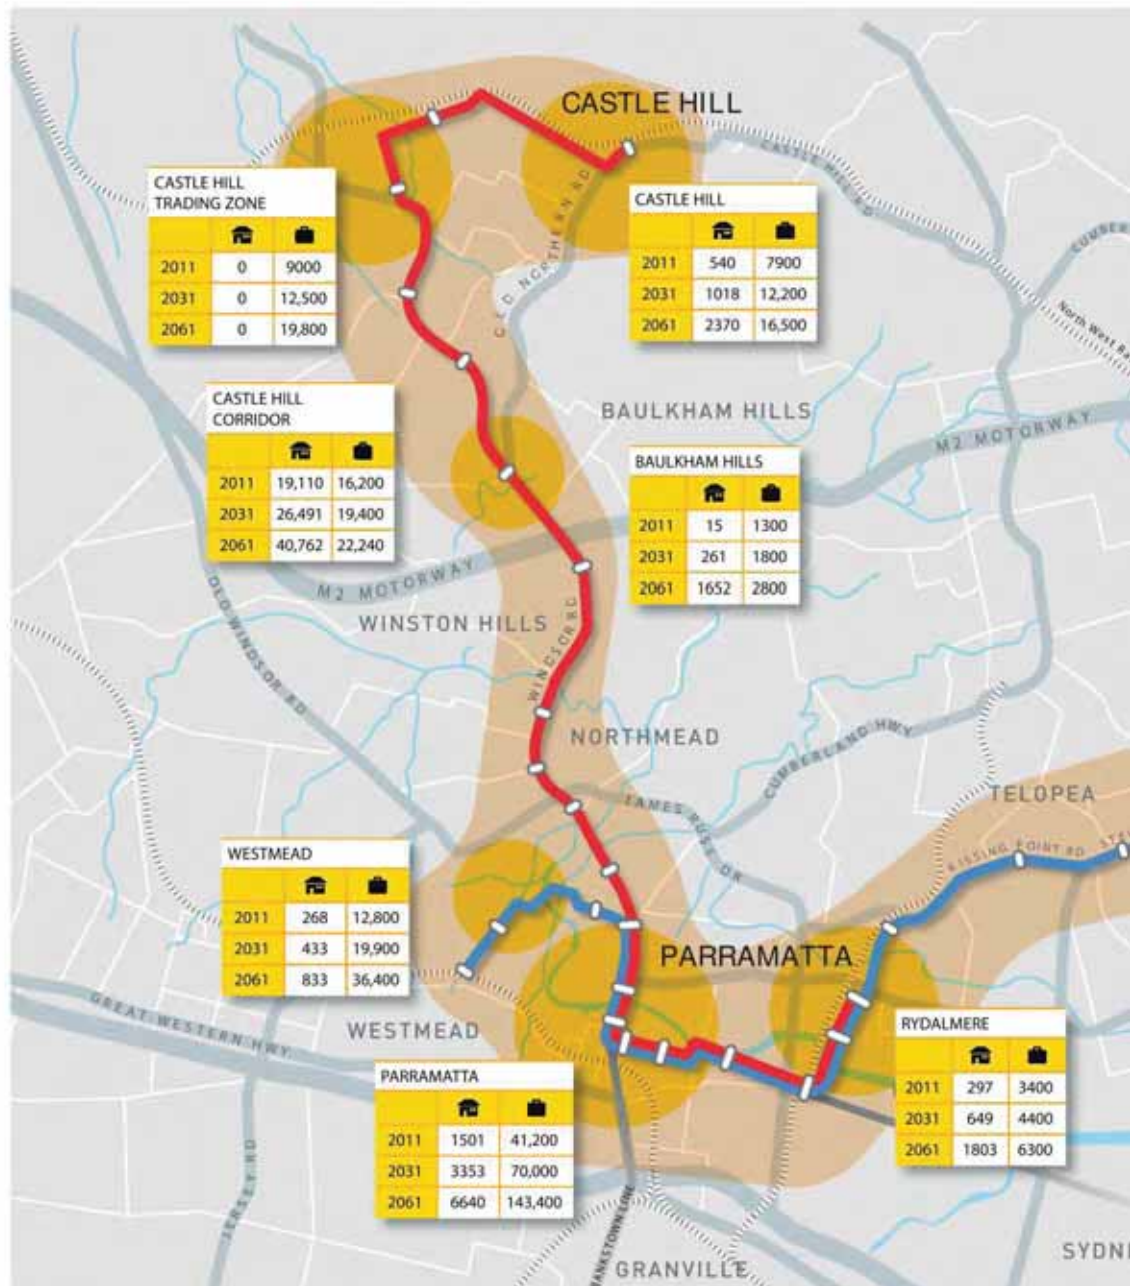 CASTLE HILL
CASTLE HILL RD
CASTLE HILL
TRADING ZONE
2011 0 9000
2031 0 12,500
2061 0 19,800
CASTLE HILL
2011 540 7900
2031 1018 12,200
2061 2370 16,500
OLD NORTHERN RD
North West Ra
CASTLE HILL
CORRIDOR
2011 19,110 16,200
2031 26,491 19,400
2061 40,762 22,240
BAULKHAM HILLS
M2 MOTORWAY
BAULKHAM HILLS
2011 15 1300
2031 261 1800
2061 1652 2800
M2 MOTORWAY
WINSTON HILLS
OLD WINDSOR RD
WINDSOR RD
NORTHMEAD
CUMBERLAND HWY
JAMES RUSE DR
TELOPEA
KISSING POINT RD
WESTMEAD
2011 268 12,800
2031 433 19,900
2061 833 36,400
PARRAMATTA
GREAT WESTERN HWY
WESTMEAD
RYDALMERE
2011 297 3400
2031 649 4400
2061 1803 6300
PARRAMATTA
2011 1501 41,200
2031 3353 70,000
2061 6640 143,400
JERSEY RD
ANKSTOWN LINE
GRANVILLE
SYDN